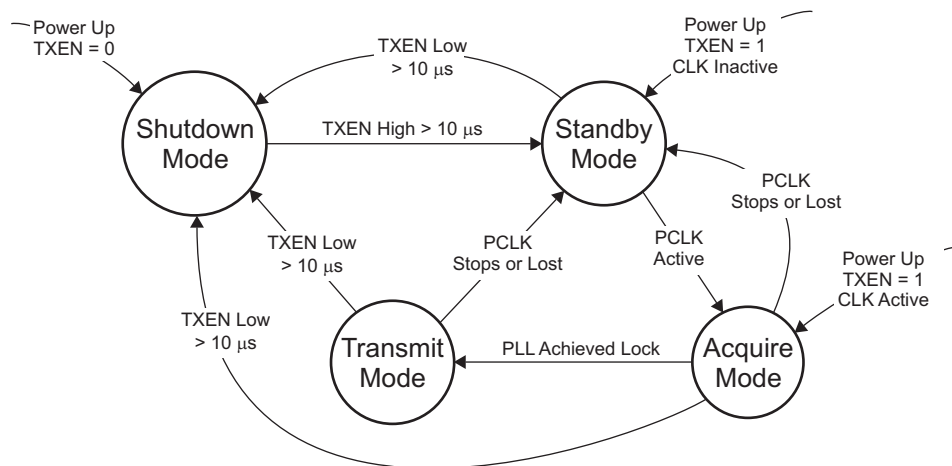 Power Up
TXEN = 0
TXEN Low
> 10 μs
Power Up
TXEN = 1
CLK Inactive
Shutdown
Mode
TXEN High > 10 μs
Standby
Mode
PCLK
Stops or Lost
TXEN Low
> 10 μs
PCLK
Stops or Lost
PCLK
Active
Power Up
TXEN = 1
CLK Active
TXEN Low
> 10 μs
Transmit
Mode
PLL Achieved Lock
Acquire
Mode